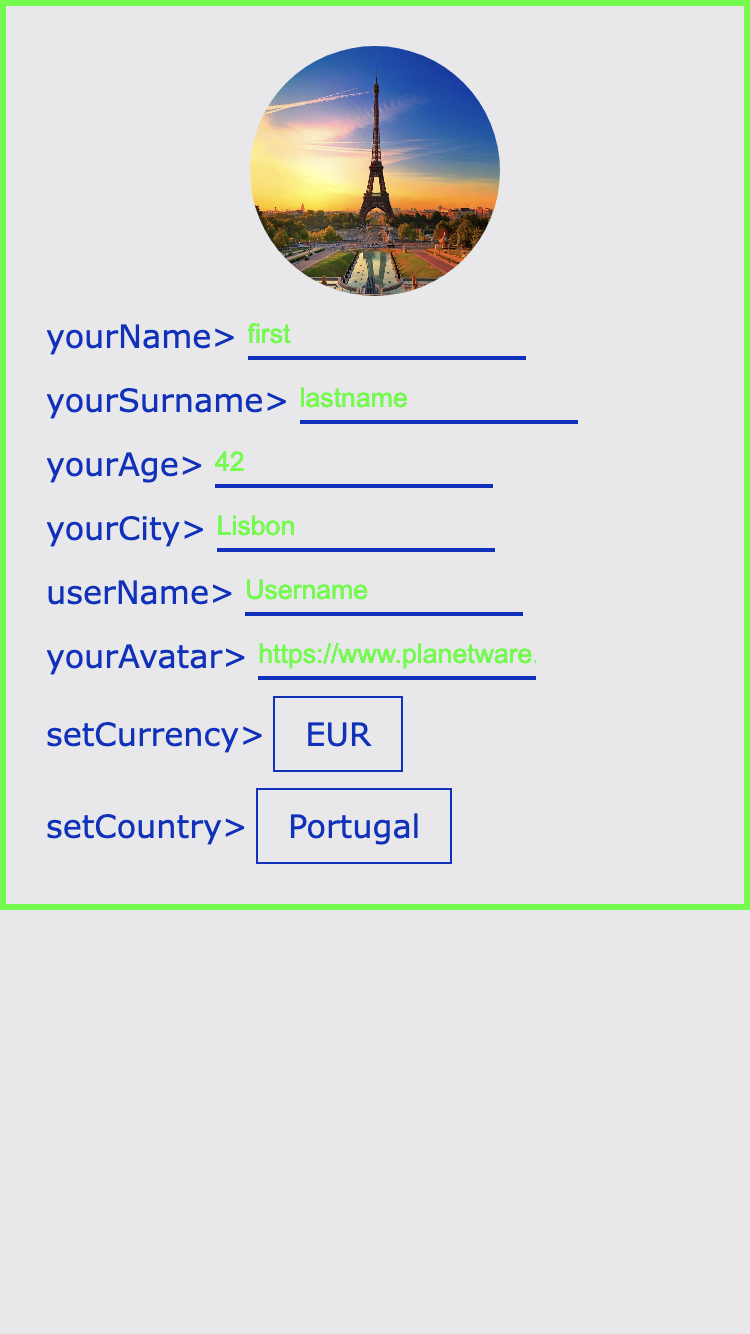 yourName> first
yourSurname> lastname
yourAge> 42
yourCity> Lisbon
userName> Username
yourAvatar> https://www.planetware.
setCurrency> EUR
setCountry> Portugal